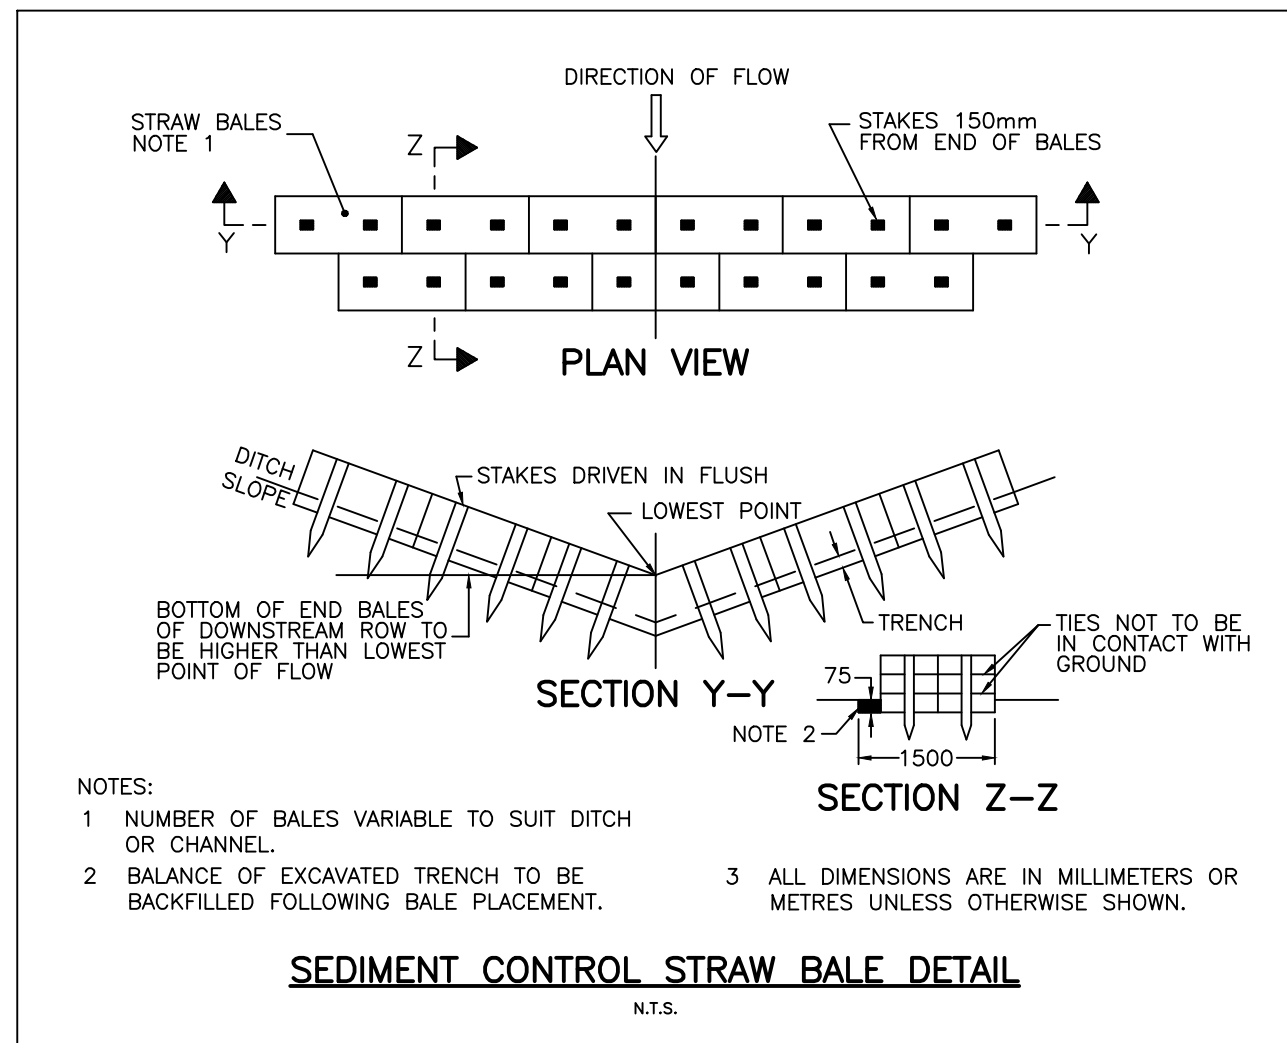 DIRECTION OF FLOW
STRAW BALES
NOTE 1
Z
STAKES 150mm
FROM END OF BALES
Y
Y
Z
PLAN VIEW
DITCH
SLOPE
STAKES DRIVEN IN FLUSH
LOWEST POINT
BOTTOM OF END BALES
OF DOWNSTREAM ROW TO
BE HIGHER THAN LOWEST
POINT OF FLOW
TRENCH
TIES NOT TO BE
IN CONTACT WITH
GROUND
SECTION Y-Y
75
NOTE 2
1500
SECTION Z-Z
NOTES:
1 NUMBER OF BALES VARIABLE TO SUIT DITCH
OR CHANNEL.
2 BALANCE OF EXCAVATED TRENCH TO BE
BACKFILLED FOLLOWING BALE PLACEMENT.
3 ALL DIMENSIONS ARE IN MILLIMETERS OR
METRES UNLESS OTHERWISE SHOWN.
SEDIMENT CONTROL STRAW BALE DETAIL
N.T.S.